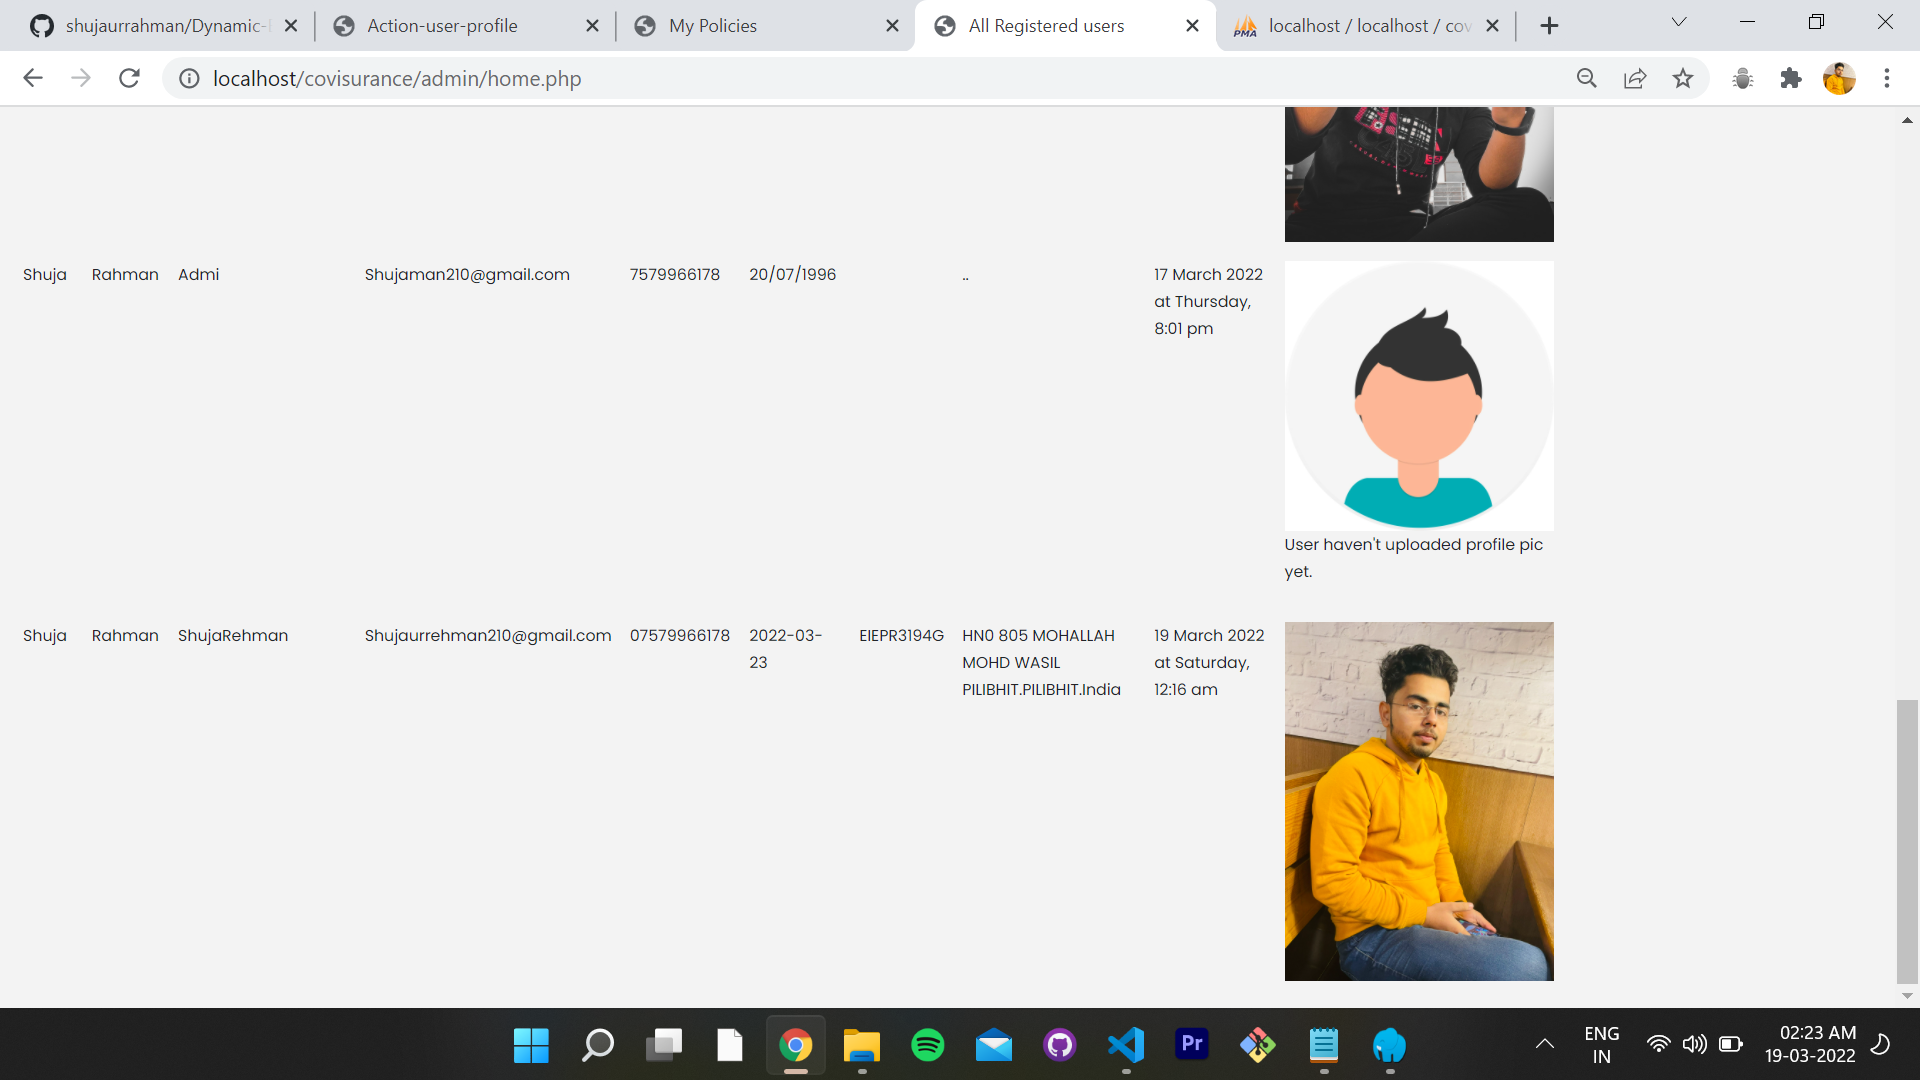 shujaurrahman/Dynamic-
Action-user-profile
My Policies
All Registered users
localhost / localhost / cov
localhost/covisurance/admin/home.php
Shuja Rahman Admi Shujaman210@gmail.com 7579966178 20/07/1996 .. 17 March 2022
at Thursday,
8:01 pm
User haven't uploaded profile pic
yet.
Shuja Rahman ShujaRehman Shujaurrehman210@gmail.com 07579966178 2022-03- EIEPR3194G HN0 805 MOHALLAH 19 March 2022
23 MOHD WASIL at Saturday,
PILIBHIT.PILIBHIT.India 12:16 am
Pr
ENG
IN
02:23 AM
19-03-2022